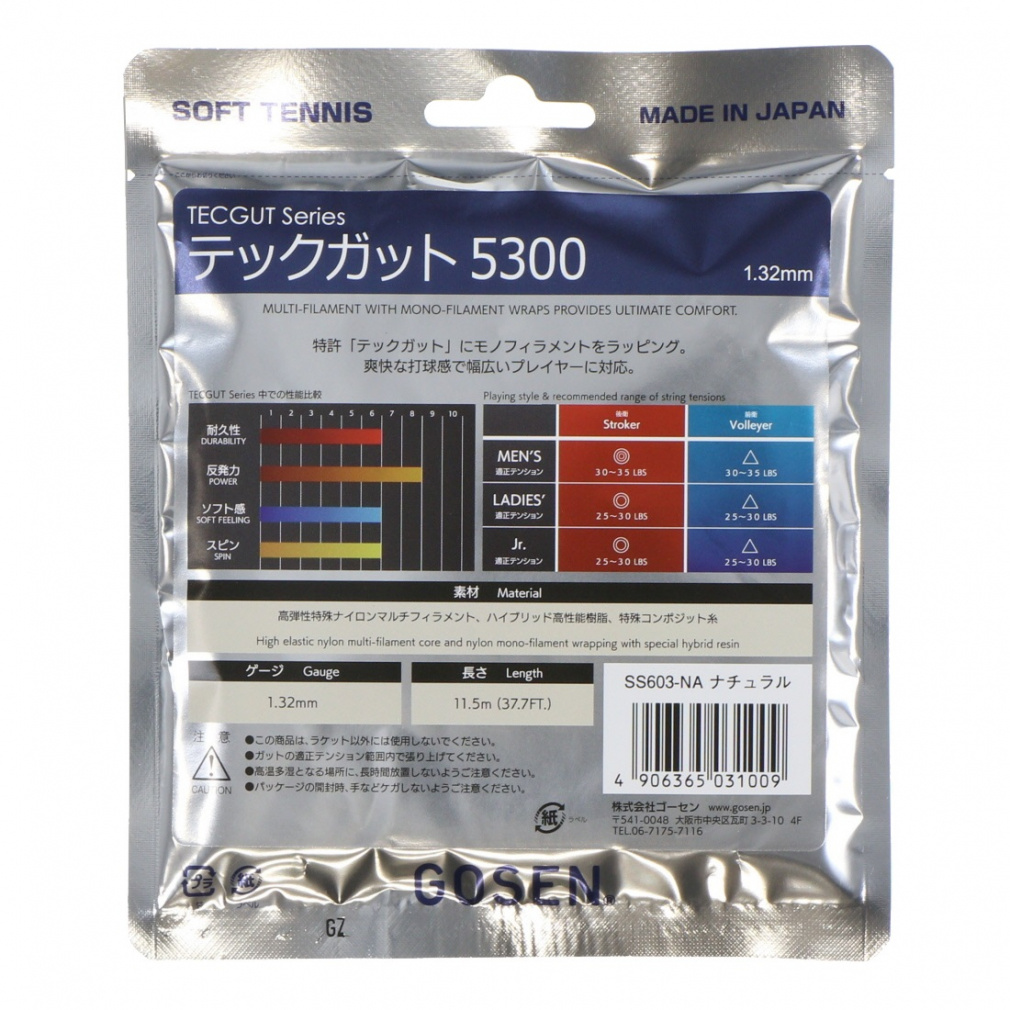 SOFT TENNIS
MADE IN JAPAN
TECGUT Series
テックガット 5300
1.32mm
MULTI-FILAMENT WITH MONO-FILAMENT WRAPS PROVIDES ULTIMATE COMFORT.
特許「テックガット」にモノフィラメントをラッピング。
爽快な打球感で幅広いプレイヤーに対応。
TECGUT Series 中での性能比較
1 2 3 4 5 6 7 8 9 10
耐久性
DURABILITY
反発力
POWER
ソフト感
SOFT FEELING
スピン
SPIN
Playing style & recommended range of string tensions
後衛
Stroker
前衛
Volleyer
MEN'S
適正テンション
◎
30~35 LBS
△
30~35 LBS
LADIES'
適正テンション
◎
25~30 LBS
△
25~30 LBS
Jr.
適正テンション
◎
25~30 LBS
△
25~30 LBS
素材 Material
高弾性特殊ナイロンマルチフィラメント、ハイブリッド高性能樹脂、特殊コンポジット糸
High elastic nylon multi-filament core and nylon mono-filament wrapping with special hybrid resin
ゲージ Gauge
1.32mm
長さ Length
11.5m (37.7FT.)
SS603-NA ナチュラル
4 906365 031009
注 意
CAUTION
●この商品は、ラケット以外には使用しないでください。
●ガットの適正テンション範囲内で張り上げてください。
●高温多湿となる場所に、長時間放置しないようご注意ください。
●パッケージの開封時、手などケガしないようご注意ください。
紙 ラベル
株式会社ゴーセン www.gosen.jp
〒541-0048 大阪市中央区瓦町 3-3-10 4F
TEL.06-7175-7116
プラ
紙
ラベル
GOSEN®
GZ